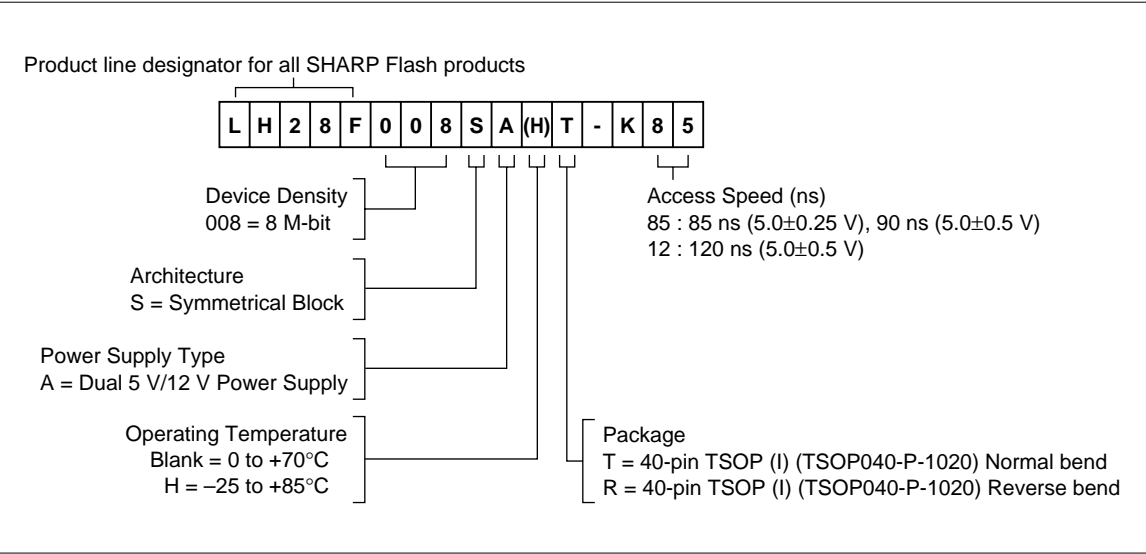 Product line designator for all SHARP Flash products
L H 2 8 F 0 0 8 S A (H) T - K 8 5
Device Density
008 = 8 M-bit
Access Speed (ns)
85 : 85 ns (5.0±0.25 V), 90 ns (5.0±0.5 V)
12 : 120 ns (5.0±0.5 V)
Architecture
S = Symmetrical Block
Power Supply Type
A = Dual 5 V/12 V Power Supply
Operating Temperature
Blank = 0 to +70°C
H = –25 to +85°C
Package
T = 40-pin TSOP (I) (TSOP040-P-1020) Normal bend
R = 40-pin TSOP (I) (TSOP040-P-1020) Reverse bend